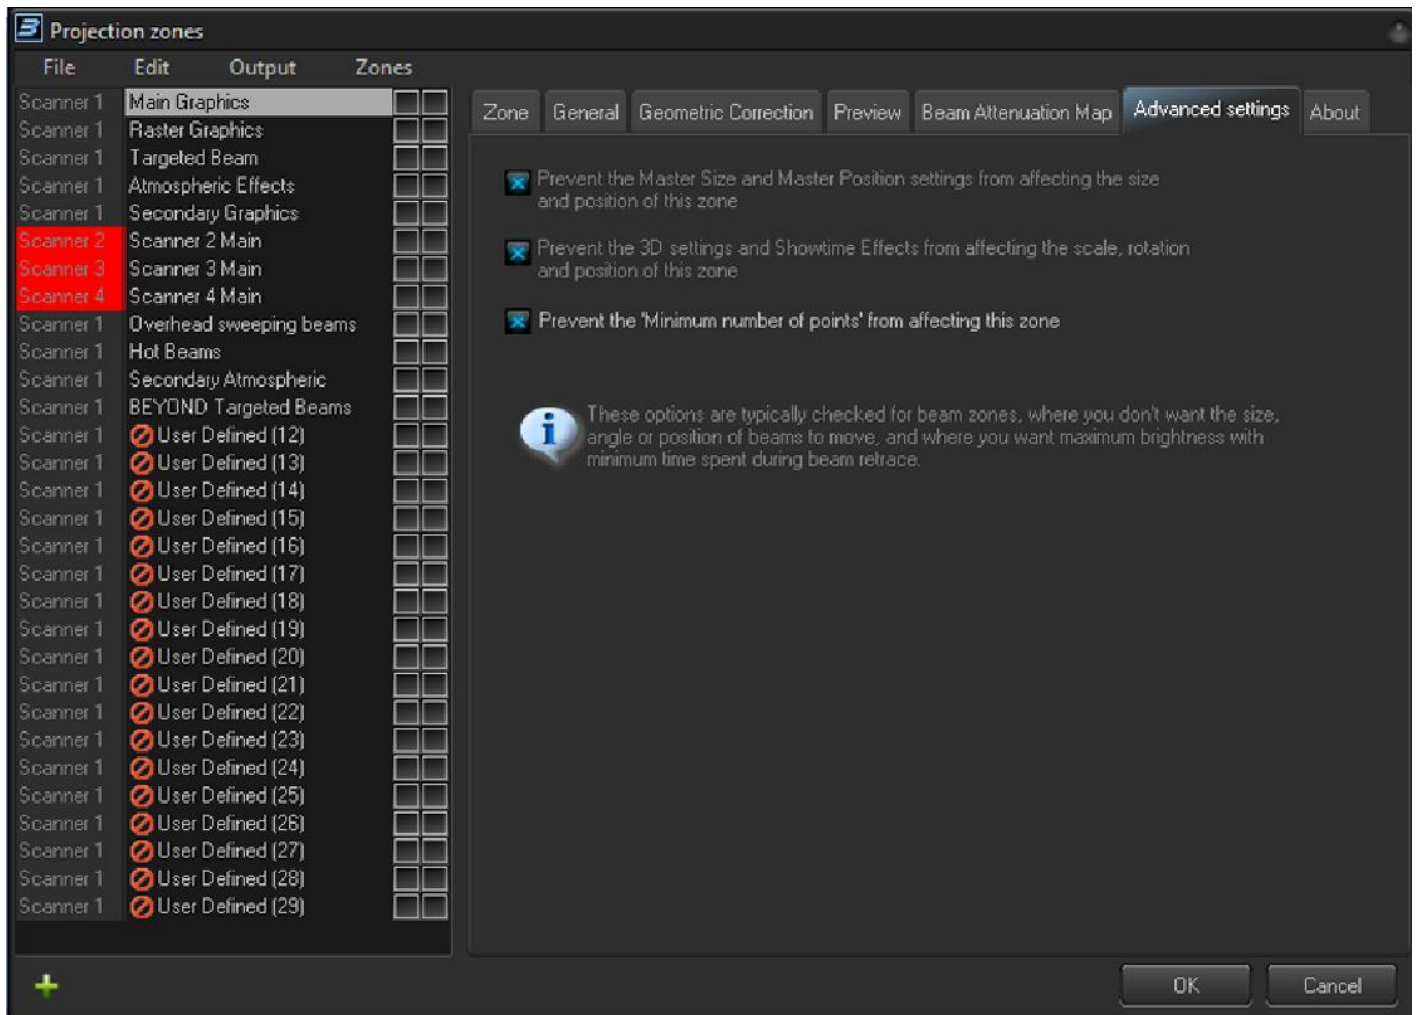 Projection zones
File Edit Output Zones
Scanner 1 Main Graphics
Scanner 1 Raster Graphics
Scanner 1 Targeted Beam
Scanner 1 Atmospheric Effects
Scanner 1 Secondary Graphics
Scanner 2 Scanner 2 Main
Scanner 3 Scanner 3 Main
Scanner 4 Scanner 4 Main
Scanner 1 Overhead sweeping beams
Scanner 1 Hot Beams
Scanner 1 Secondary Atmospheric
Scanner 1 BEYOND Targeted Beams
Scanner 1 User Defined (12)
Scanner 1 User Defined (13)
Scanner 1 User Defined (14)
Scanner 1 User Defined (15)
Scanner 1 User Defined (16)
Scanner 1 User Defined (17)
Scanner 1 User Defined (18)
Scanner 1 User Defined (19)
Scanner 1 User Defined (20)
Scanner 1 User Defined (21)
Scanner 1 User Defined (22)
Scanner 1 User Defined (23)
Scanner 1 User Defined (24)
Scanner 1 User Defined (25)
Scanner 1 User Defined (26)
Scanner 1 User Defined (27)
Scanner 1 User Defined (28)
Scanner 1 User Defined (29)
Zone General Geometric Correction Preview Beam Attenuation Map Advanced settings About
Prevent the Master Size and Master Position settings from affecting the size
and position of this zone
Prevent the 3D settings and Showtime Effects from affecting the scale, rotation
and position of this zone
Prevent the 'Minimum number of points' from affecting this zone
These options are typically checked for beam zones, where you don't want the size,
angle or position of beams to move, and where you want maximum brightness with
minimum time spent during beam retrace.
OK Cancel